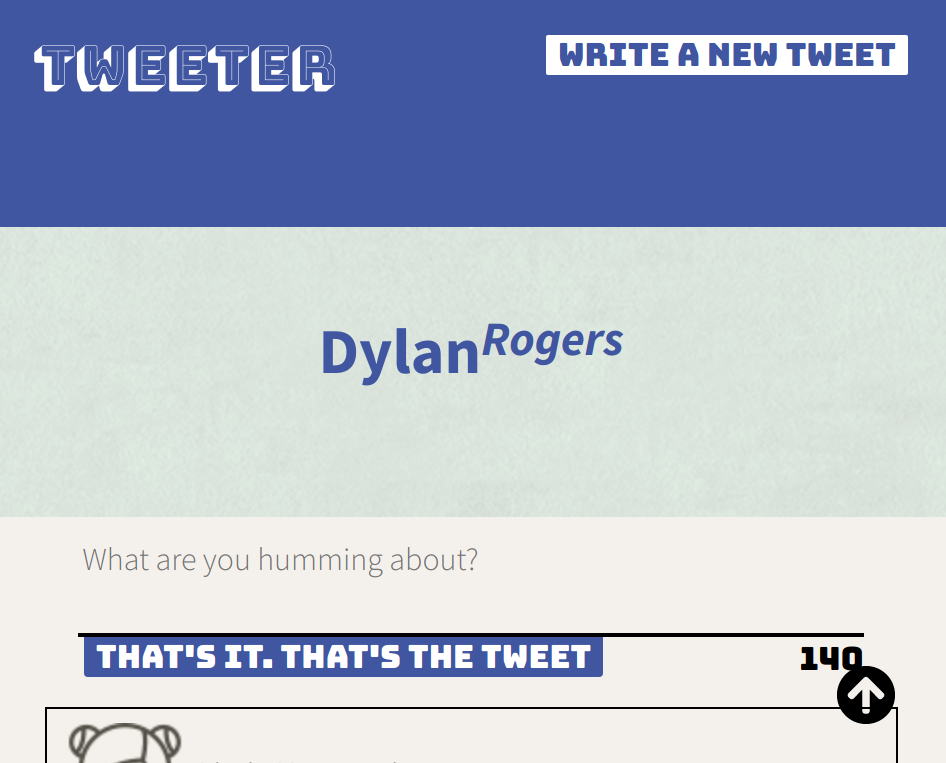 TWEETER
WRITE A NEW TWEET
DylanRogers
What are you humming about?
THAT'S IT. THAT'S THE TWEET
140